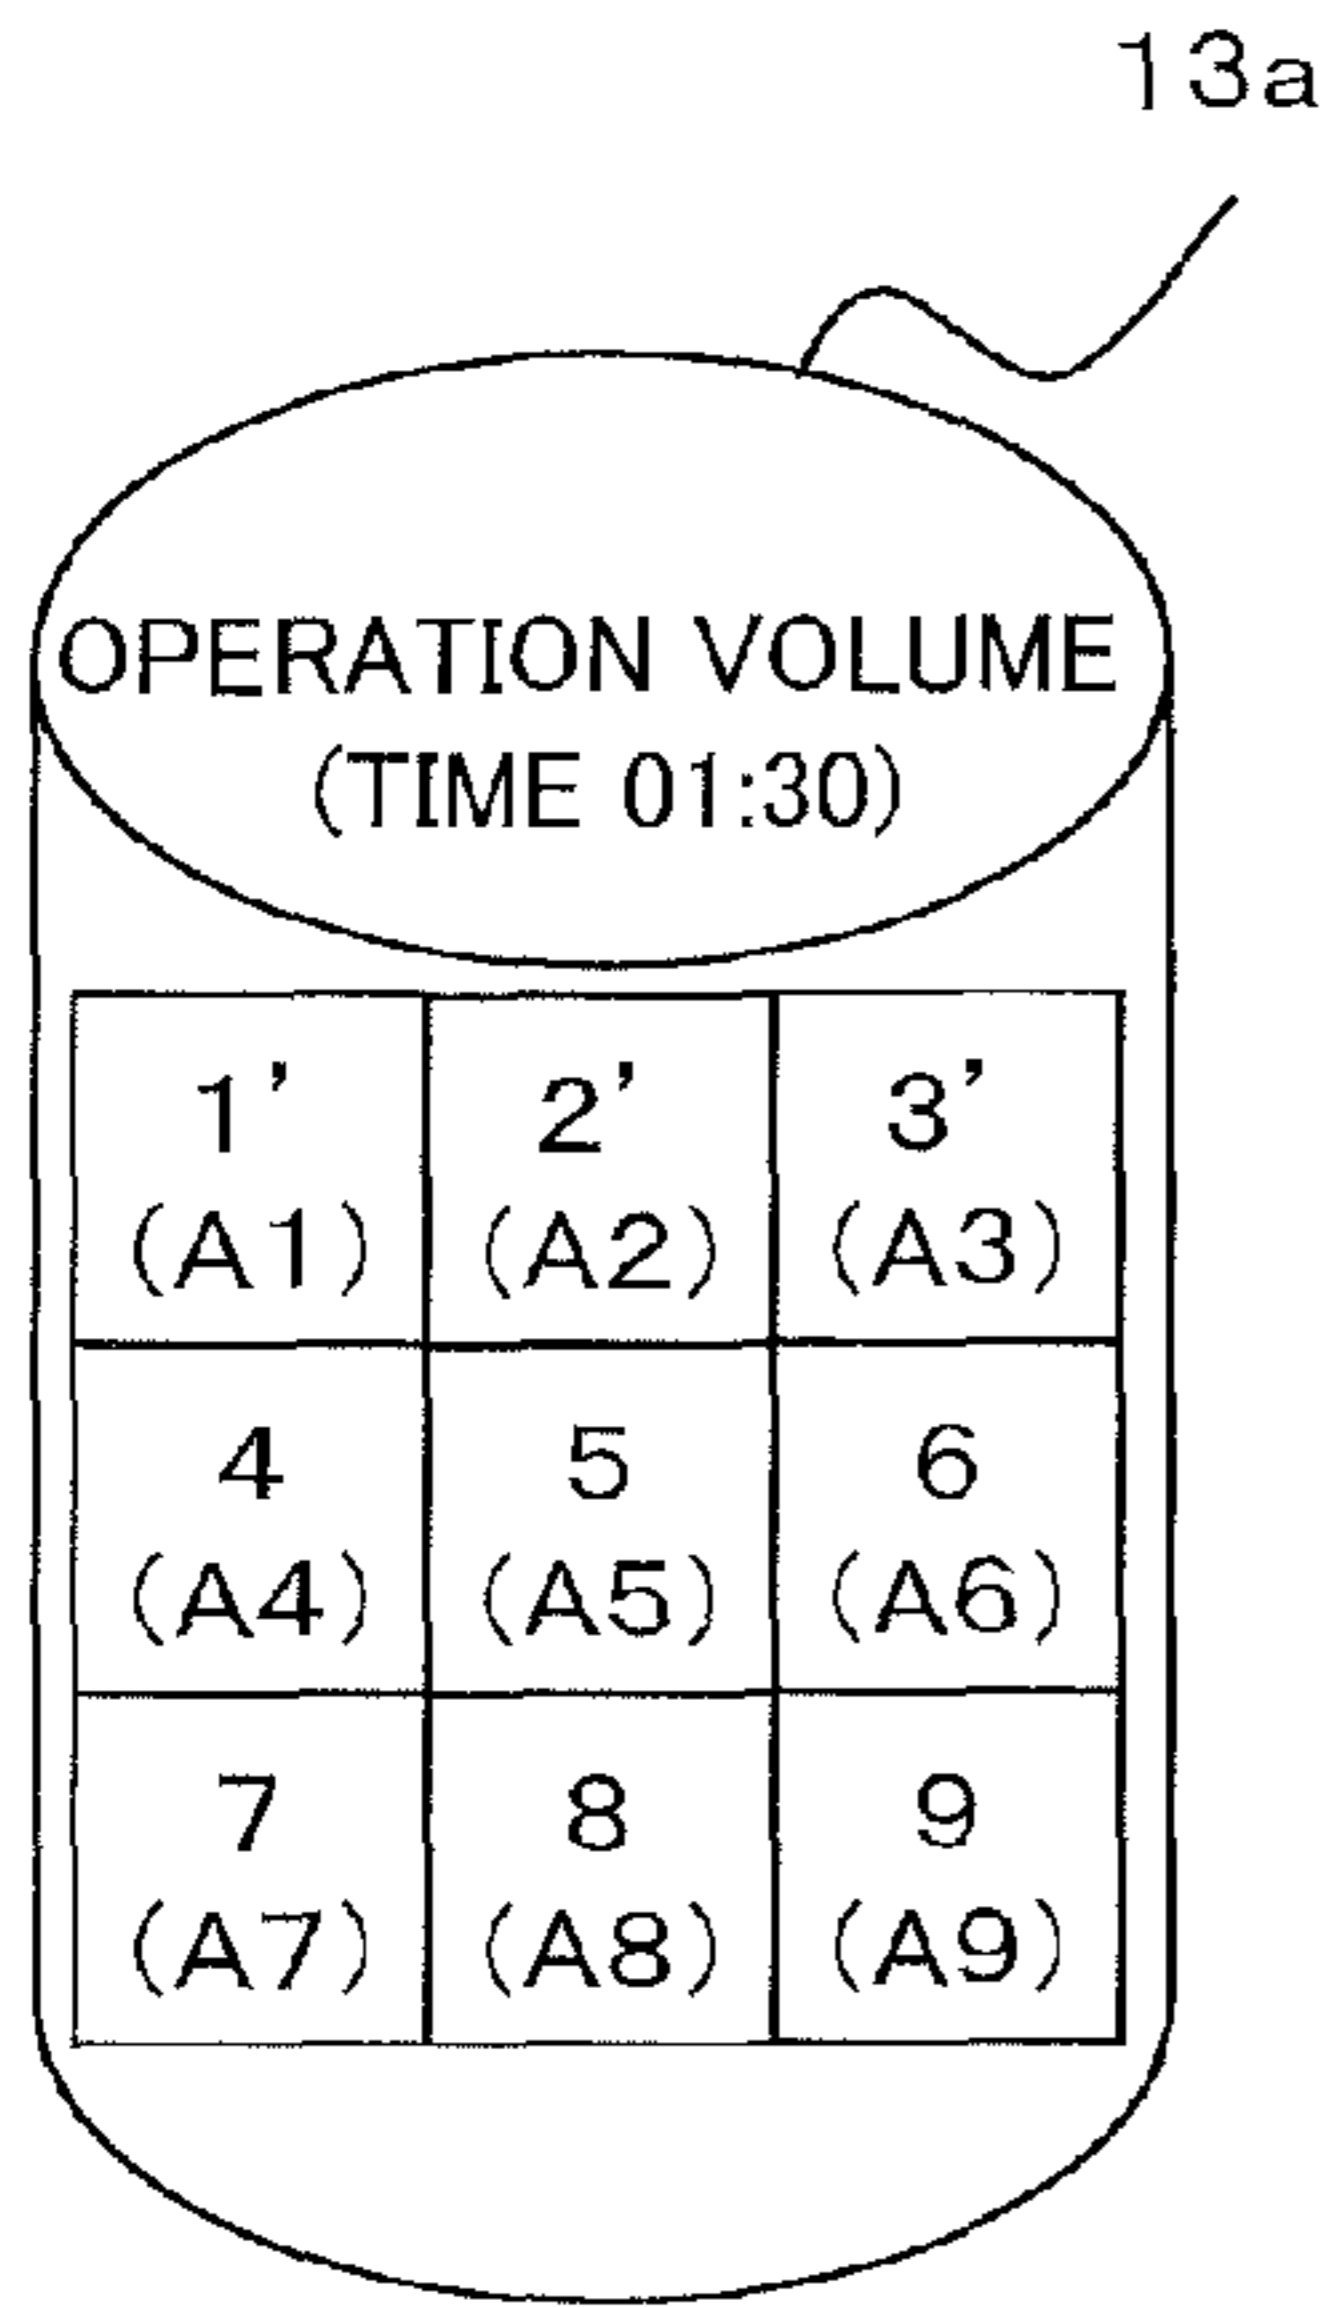 13a
OPERATION VOLUME
(TIME 01:30)
1’ 2’ 3’
(A1) (A2) (A3)
4 5 6
(A4) (A5) (A6)
7 8 9
(A7) (A8) (A9)